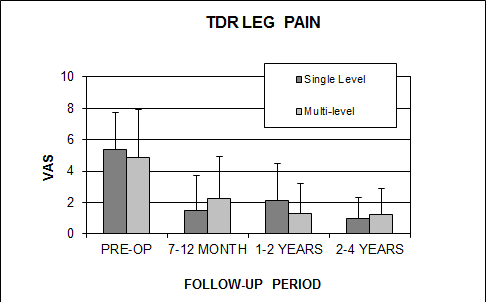 TDR LEG PAIN
10
8
6
4
2
0
VAS
Single Level
Multi-level
PRE-OP 7-12 MONTH 1-2 YEARS 2-4 YEARS
FOLLOW-UP PERIOD